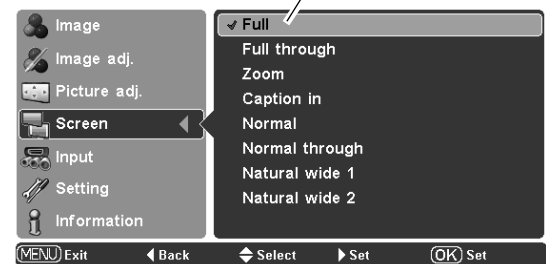 Image
Image adj.
Picture adj.
Screen
Input
Setting
Information
Full
Full through
Zoom
Caption in
Normal
Normal through
Natural wide 1
Natural wide 2
MENU Exit Back Select Set OK Set